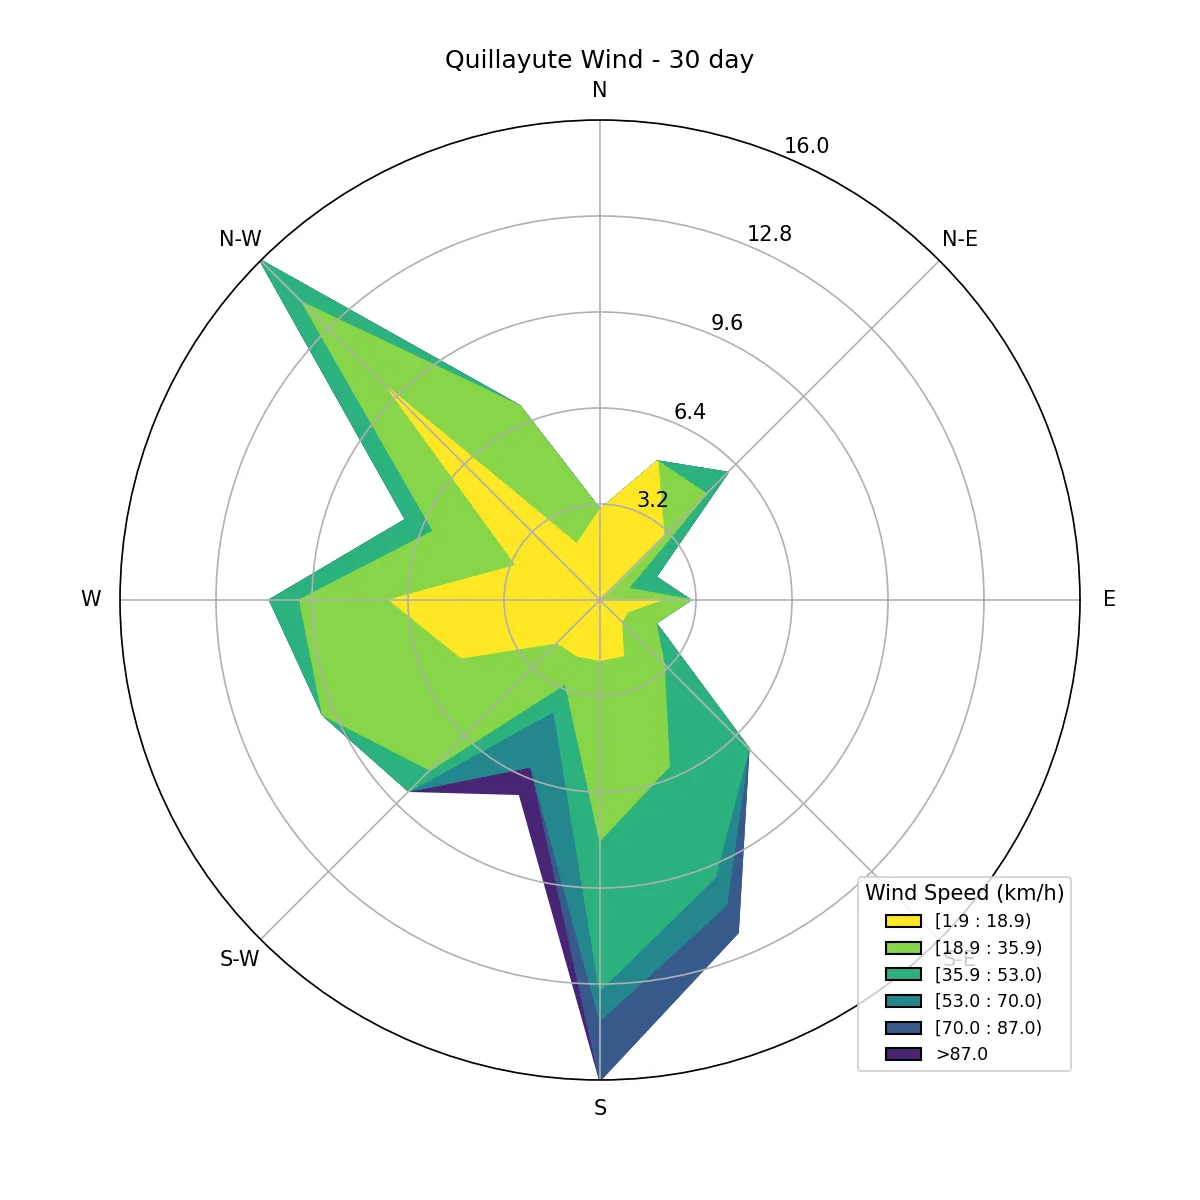 Quillayute Wind - 30 day
N
16.0
12.8
N-W
N-E
9.6
6.4
3.2
W
E
Wind Speed (km/h)
[1.9 : 18.9)
[18.9 : 35.9)
S-W
S-E
[35.9 : 53.0)
[53.0 : 70.0)
[70.0 : 87.0)
>87.0
S